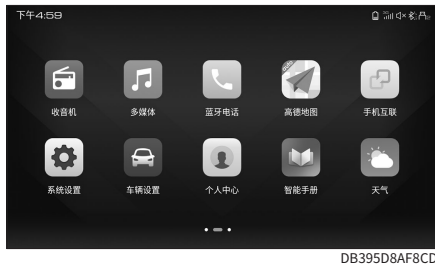 下午4:59
收音机 多媒体 蓝牙电话 高德地图 手机互联
系统设置 车辆设置 个人中心 智能手册 天气
DB395D8AF8CD